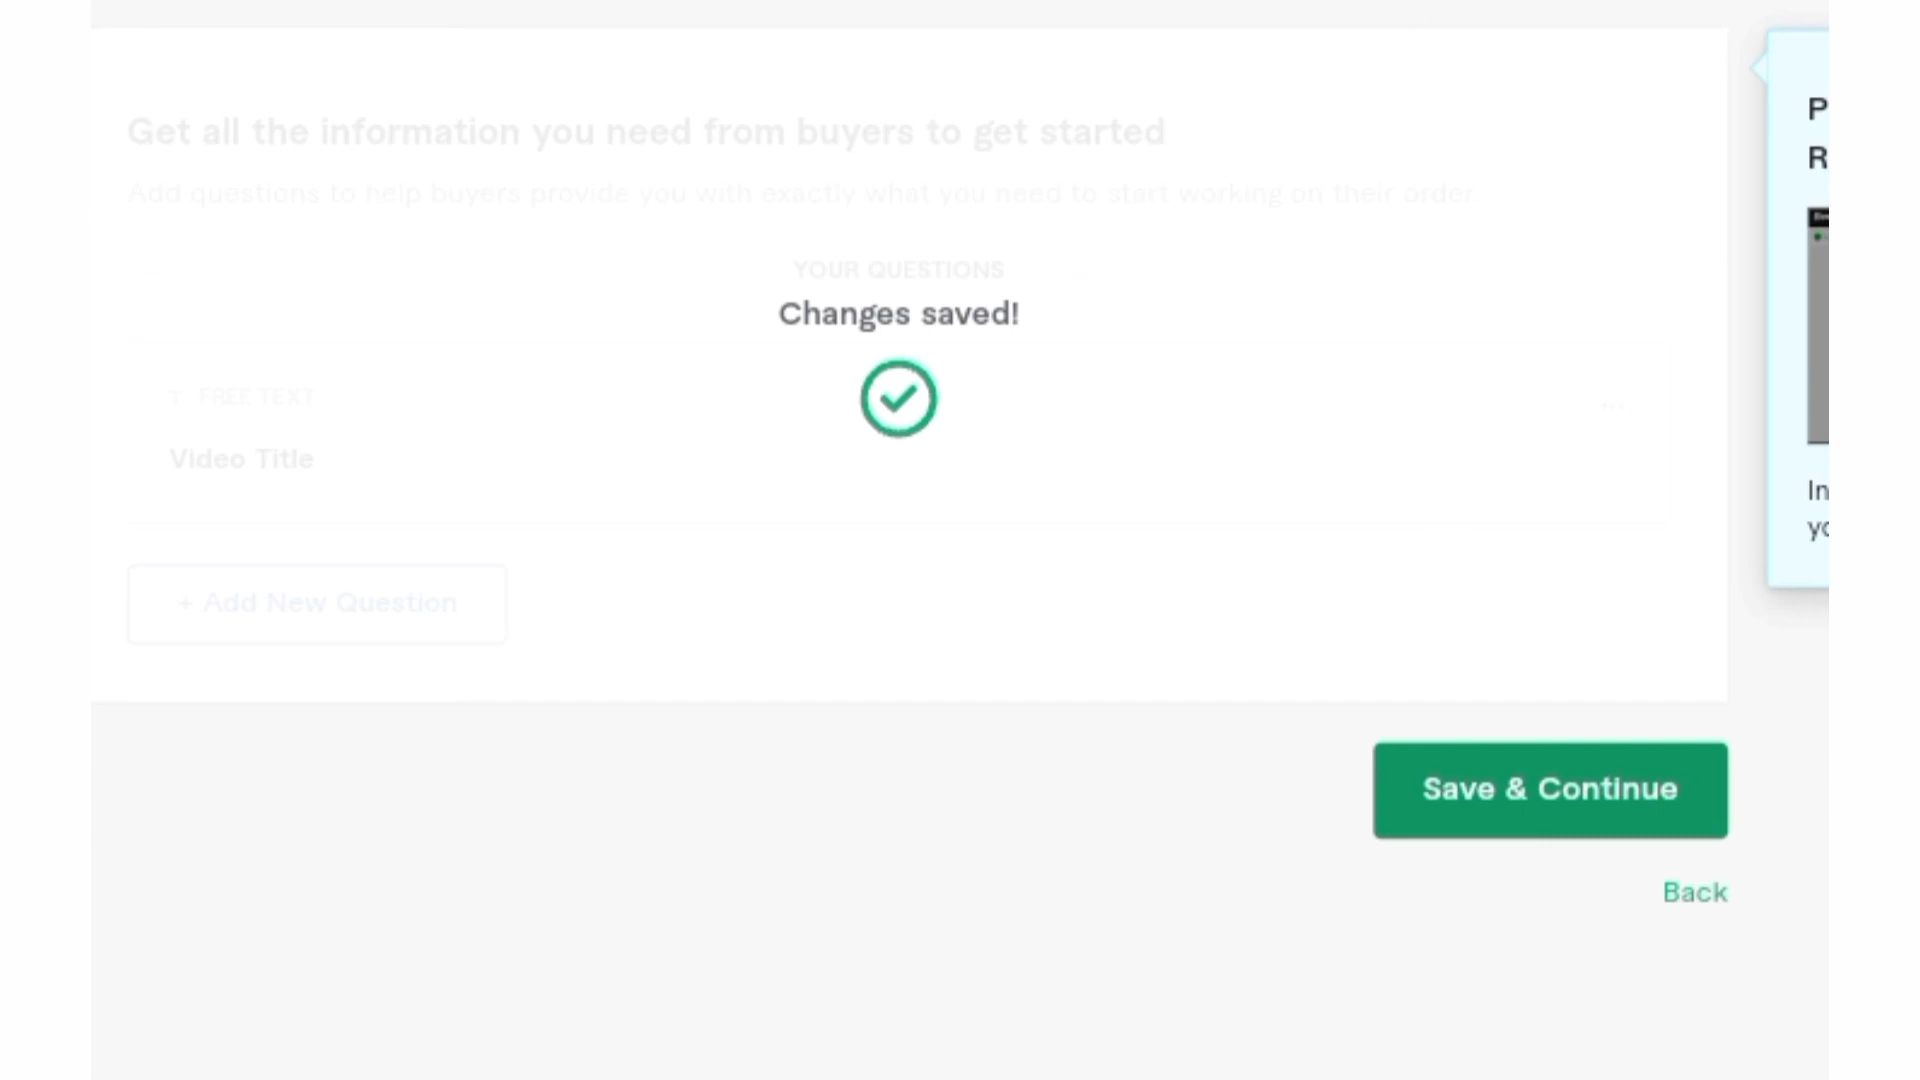 Get all the information you need from buyers to get started
Add questions to help buyers provide you with exactly what you need to start working on their order.
YOUR QUESTIONS
Changes saved!
T FREE TEXT
...
Video Title
+ Add New Question
Save & Continue
Back
P
R
In
yo